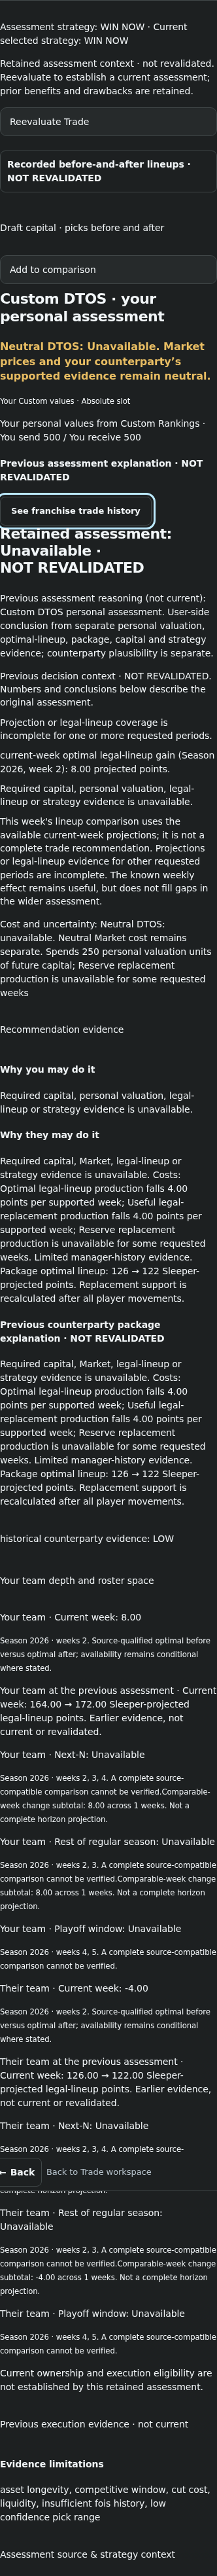 Assessment strategy: WIN NOW · Current
selected strategy: WIN NOW
Retained assessment context · not revalidated.
Reevaluate to establish a current assessment;
prior benefits and drawbacks are retained.
Reevaluate Trade
Recorded before-and-after lineups ·
NOT REVALIDATED
Draft capital · picks before and after
Add to comparison
Custom DTOS · your
personal assessment
Neutral DTOS: Unavailable. Market
prices and your counterparty’s
supported evidence remain neutral.
Your Custom values · Absolute slot
Your personal values from Custom Rankings ·
You send 500 / You receive 500
Previous assessment explanation · NOT
REVALIDATED
See franchise trade history
Retained assessment:
Unavailable ·
NOT REVALIDATED
Previous assessment reasoning (not current):
Custom DTOS personal assessment. User-side
conclusion from separate personal valuation,
optimal-lineup, package, capital and strategy
evidence; counterparty plausibility is separate.
Previous decision context · NOT REVALIDATED.
Numbers and conclusions below describe the
original assessment.
Projection or legal-lineup coverage is
incomplete for one or more requested periods.
current-week optimal legal-lineup gain (Season
2026, week 2): 8.00 projected points.
Required capital, personal valuation, legal-
lineup or strategy evidence is unavailable.
This week's lineup comparison uses the
available current-week projections; it is not a
complete trade recommendation. Projections
or legal-lineup evidence for other requested
periods are incomplete. The known weekly
effect remains useful, but does not fill gaps in
the wider assessment.
Cost and uncertainty: Neutral DTOS:
unavailable. Neutral Market cost remains
separate. Spends 250 personal valuation units
of future capital; Reserve replacement
production is unavailable for some requested
weeks
Recommendation evidence
Why you may do it
Required capital, personal valuation, legal-
lineup or strategy evidence is unavailable.
Why they may do it
Required capital, Market, legal-lineup or
strategy evidence is unavailable. Costs:
Optimal legal-lineup production falls 4.00
points per supported week; Useful legal-
replacement production falls 4.00 points per
supported week; Reserve replacement
production is unavailable for some requested
weeks. Limited manager-history evidence.
Package optimal lineup: 126 → 122 Sleeper-
projected points. Replacement support is
recalculated after all player movements.
Previous counterparty package
explanation · NOT REVALIDATED
Required capital, Market, legal-lineup or
strategy evidence is unavailable. Costs:
Optimal legal-lineup production falls 4.00
points per supported week; Useful legal-
replacement production falls 4.00 points per
supported week; Reserve replacement
production is unavailable for some requested
weeks. Limited manager-history evidence.
Package optimal lineup: 126 → 122 Sleeper-
projected points. Replacement support is
recalculated after all player movements.
historical counterparty evidence: LOW
Your team depth and roster space
Your team · Current week: 8.00
Season 2026 · weeks 2. Source-qualified optimal before
versus optimal after; availability remains conditional
where stated.
Your team at the previous assessment · Current
week: 164.00 → 172.00 Sleeper-projected
legal-lineup points. Earlier evidence, not
current or revalidated.
Your team · Next-N: Unavailable
Season 2026 · weeks 2, 3, 4. A complete source-
compatible comparison cannot be verified.Comparable-
week change subtotal: 8.00 across 1 weeks. Not a
complete horizon projection.
Your team · Rest of regular season: Unavailable
Season 2026 · weeks 2, 3. A complete source-compatible
comparison cannot be verified.Comparable-week change
subtotal: 8.00 across 1 weeks. Not a complete horizon
projection.
Your team · Playoff window: Unavailable
Season 2026 · weeks 4, 5. A complete source-compatible
comparison cannot be verified.
Their team · Current week: -4.00
Season 2026 · weeks 2. Source-qualified optimal before
versus optimal after; availability remains conditional
where stated.
Their team at the previous assessment ·
Current week: 126.00 → 122.00 Sleeper-
projected legal-lineup points. Earlier evidence,
not current or revalidated.
Their team · Next-N: Unavailable
Season 2026 · weeks 2, 3, 4. A complete source-
← Back
Back to Trade workspace
complete horizon projection.
Their team · Rest of regular season:
Unavailable
Season 2026 · weeks 2, 3. A complete source-compatible
comparison cannot be verified.Comparable-week change
subtotal: -4.00 across 1 weeks. Not a complete horizon
projection.
Their team · Playoff window: Unavailable
Season 2026 · weeks 4, 5. A complete source-compatible
comparison cannot be verified.
Current ownership and execution eligibility are
not established by this retained assessment.
Previous execution evidence · not current
Evidence limitations
asset longevity, competitive window, cut cost,
liquidity, insufficient fois history, low
confidence pick range
Assessment source & strategy context